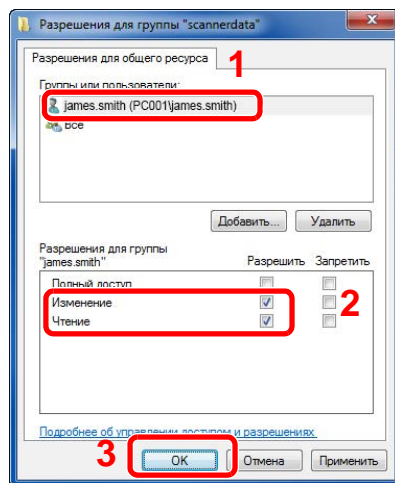 Разрешения для группы "scannerdata"
Разрешения для общего ресурса
1
Группы или пользователи:
james.smith (PC001\james.smith)
Все
Добавить... Удалить
Разрешения для группы
"james.smith" Разрешить Запретить
Полный доступ
Изменение
2
Чтение
Подробнее об управлении доступом и разрешениях
3
OK Отмена Применить